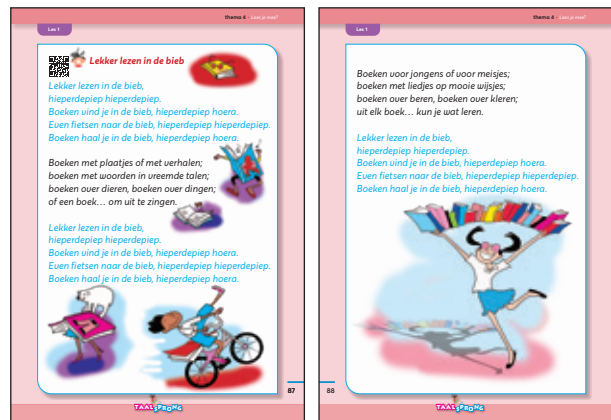 thema 4 - Lees je mee?
Les 1
Lekker lezen in de bieb
Lekker lezen in de bieb,
hieperdepiep hieperdepiep.
Boeken vind je in de bieb, hieperdepiep hoera.
Even fietsen naar de bieb, hieperdepiep hieperdepiep.
Boeken haal je in de bieb, hieperdepiep hoera.
Boeken met plaatjes of met verhalen;
boeken met woorden in vreemde talen;
boeken over dieren, boeken over dingen;
of een boek... om uit te zingen.
Lekker lezen in de bieb,
hieperdepiep hieperdepiep.
Boeken vind je in de bieb, hieperdepiep hoera.
Even fietsen naar de bieb, hieperdepiep hieperdepiep.
Boeken haal je in de bieb, hieperdepiep hoera.
87
TAALSPRONG
thema 4 - Lees je mee?
Les 1
Boeken voor jongens of voor meisjes;
boeken met liedjes op mooie wijsjes;
boeken over beren, boeken over kleren;
uit elk boek... kun je wat leren.
Lekker lezen in de bieb,
hieperdepiep hieperdepiep.
Boeken vind je in de bieb, hieperdepiep hoera.
Even fietsen naar de bieb, hieperdepiep hieperdepiep.
Boeken haal je in de bieb, hieperdepiep hoera.
88
TAALSPRONG